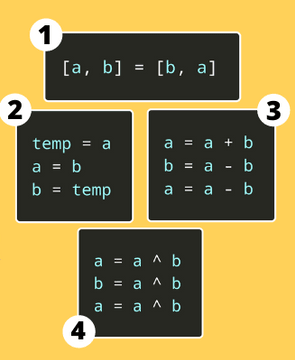 1
[a, b] = [b, a]
2
temp = a
a = b
b = temp
3
a = a + b
b = a - b
a = a - b
4
a = a ^ b
b = a ^ b
a = a ^ b